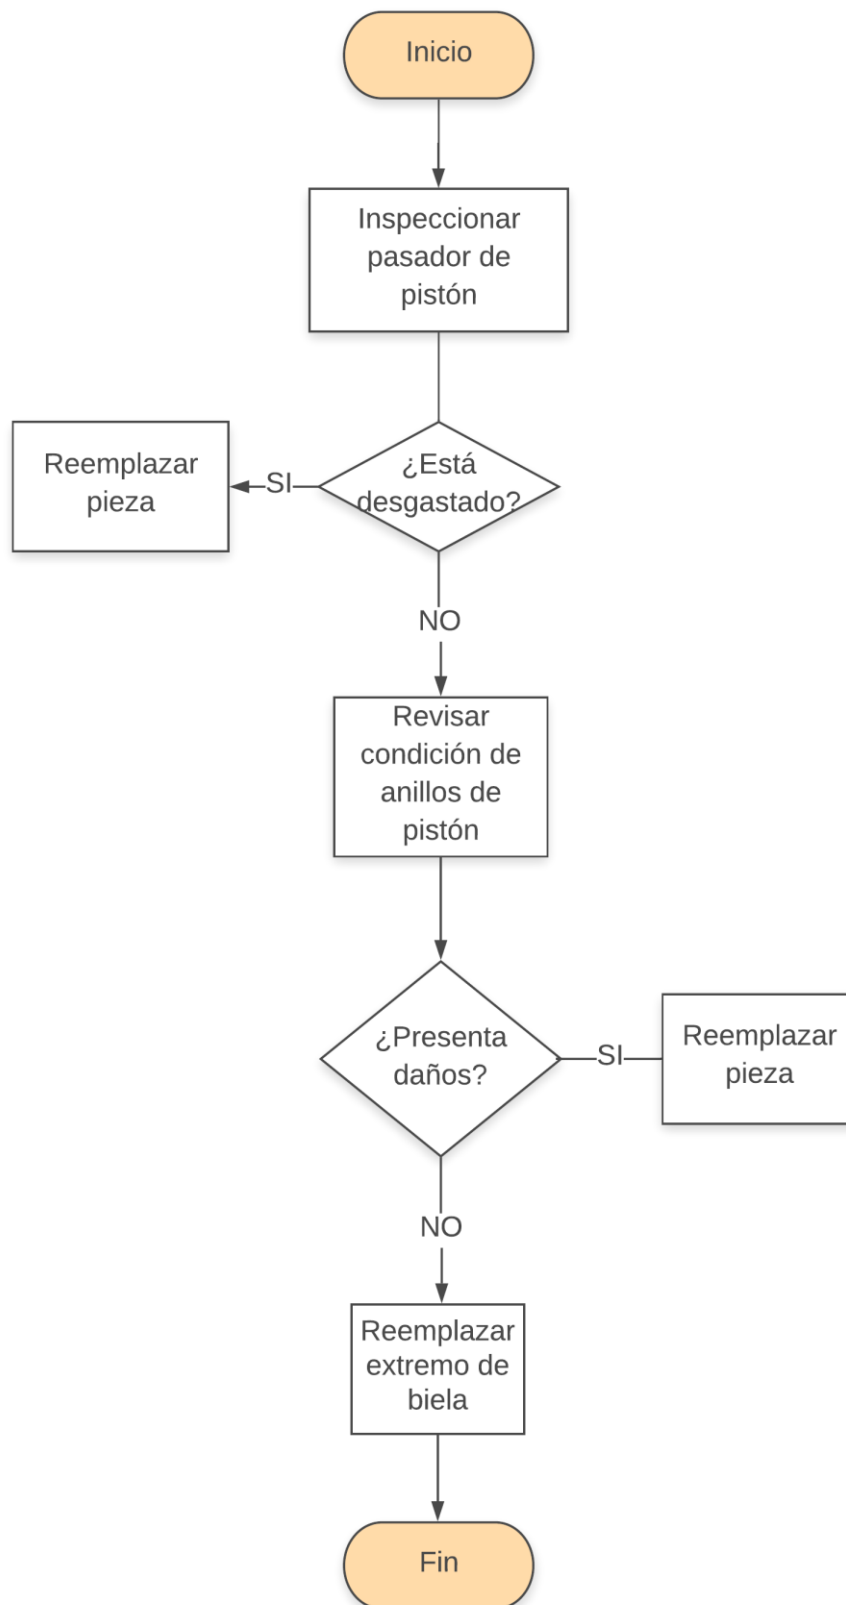 Inicio
Inspeccionar
pasador de
pistón
Reemplazar
pieza
SI
¿Está
desgastado?
NO
Revisar
condición de
anillos de
pistón
¿Presenta
daños?
SI
Reemplazar
pieza
NO
Reemplazar
extremo de
biela
Fin